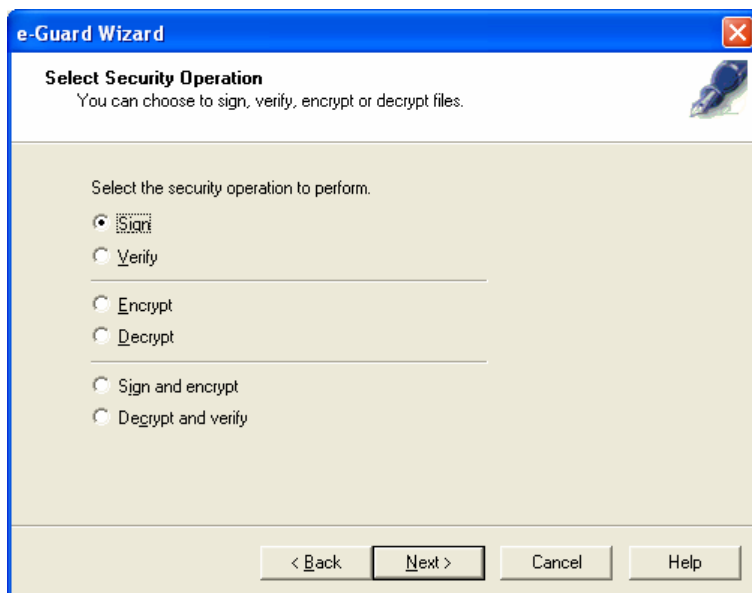 e-Guard Wizard
Select Security Operation
You can choose to sign, verify, encrypt or decrypt files.
Select the security operation to perform.
Sign
Verify
Encrypt
Decrypt
Sign and encrypt
Decrypt and verify
< Back Next > Cancel Help